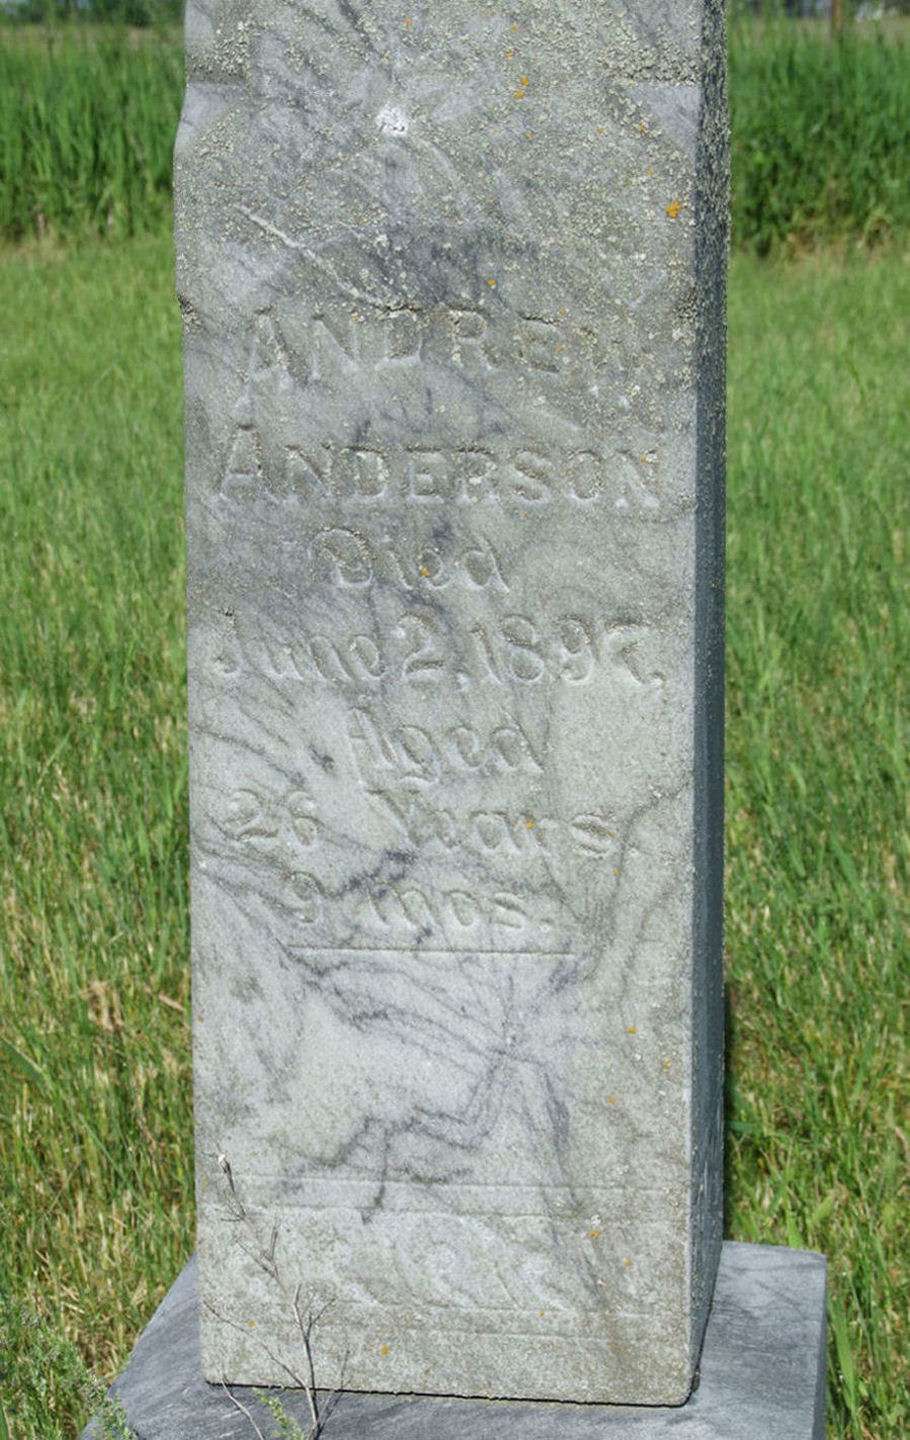 ANDREW
ANDERSON
Died
June 2, 1897,
Aged
26 Years.
9 mos.